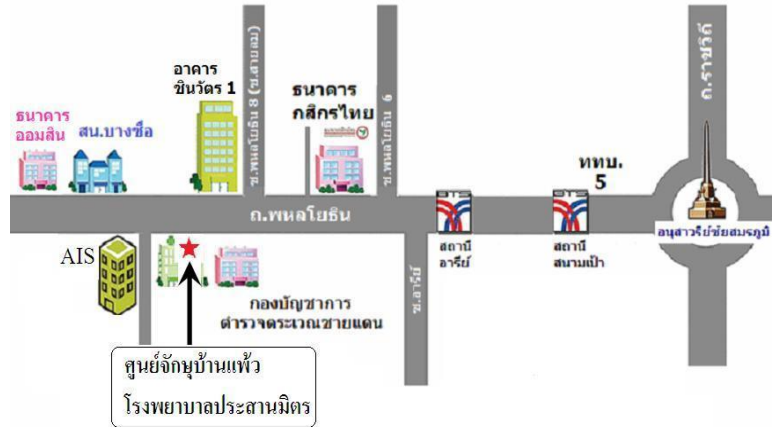 อาคาร
ชินวัตร 1
ธนาคาร
ออมสิน
สน.บางซื่อ
ซ.พหลโยธิน 8 (ซ.สายลม)
ธนาคาร
กสิกรไทย
ซ.พหลโยธิน 6
ททบ.
5
ถ.ราชวิถี
ถ.พหลโยธิน
BTS
สถานี
อารีย์
BTS
สถานี
สนามเป้า
อนุสาวรีย์ชัยสมรภูมิ
AIS
กองบัญชาการ
ตำรวจตระเวณชายแดน
ซ.อารีย์
ศูนย์จักษุบ้านแพ้ว
โรงพยาบาลประสานมิตร